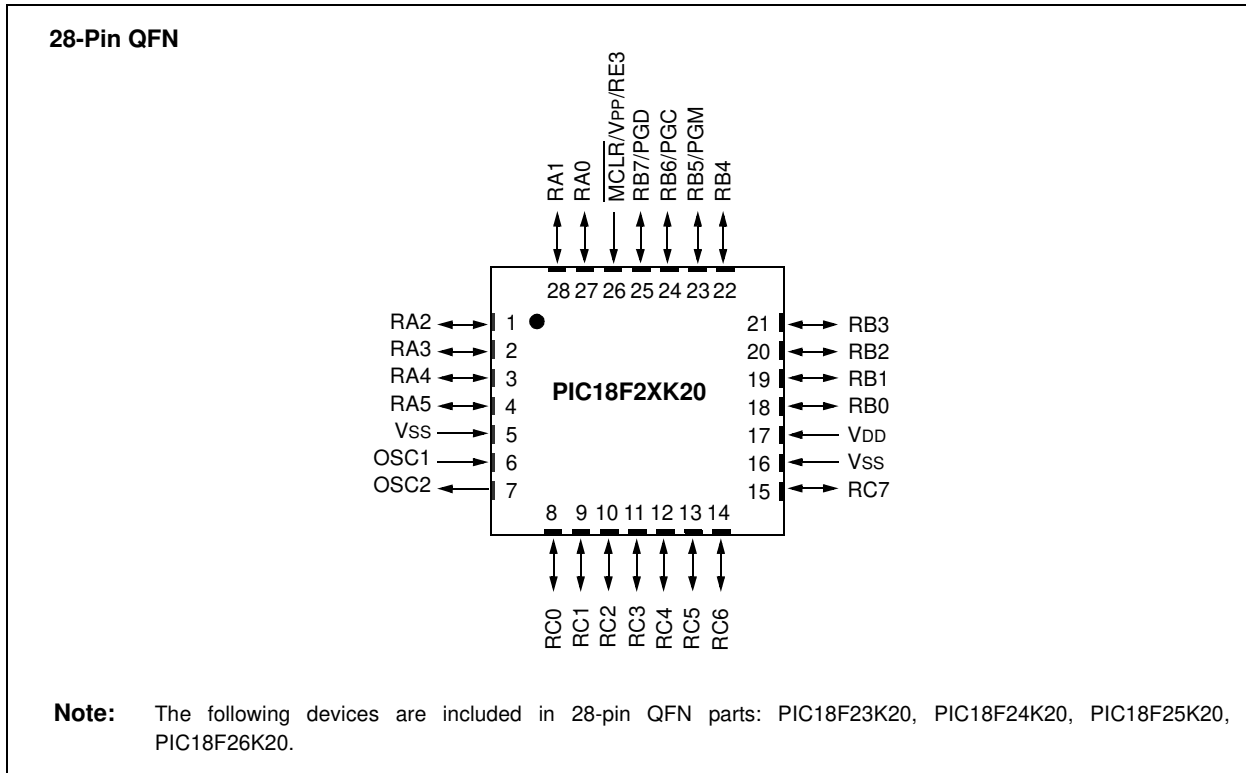 28-Pin QFN
RA1
RA0
MCLR/VPP/RE3
RB7/PGD
RB6/PGC
RB5/PGM
RB4
28 27 26 25 24 23 22
RA2 1
RA3 2
RA4 3
RA5 4
VSS 5
OSC1 6
OSC2 7
PIC18F2XK20
21 RB3
20 RB2
19 RB1
18 RB0
17 VDD
16 VSS
15 RC7
8 9 10 11 12 13 14
RC0
RC1
RC2
RC3
RC4
RC5
RC6
Note: The following devices are included in 28-pin QFN parts: PIC18F23K20, PIC18F24K20, PIC18F25K20,
PIC18F26K20.